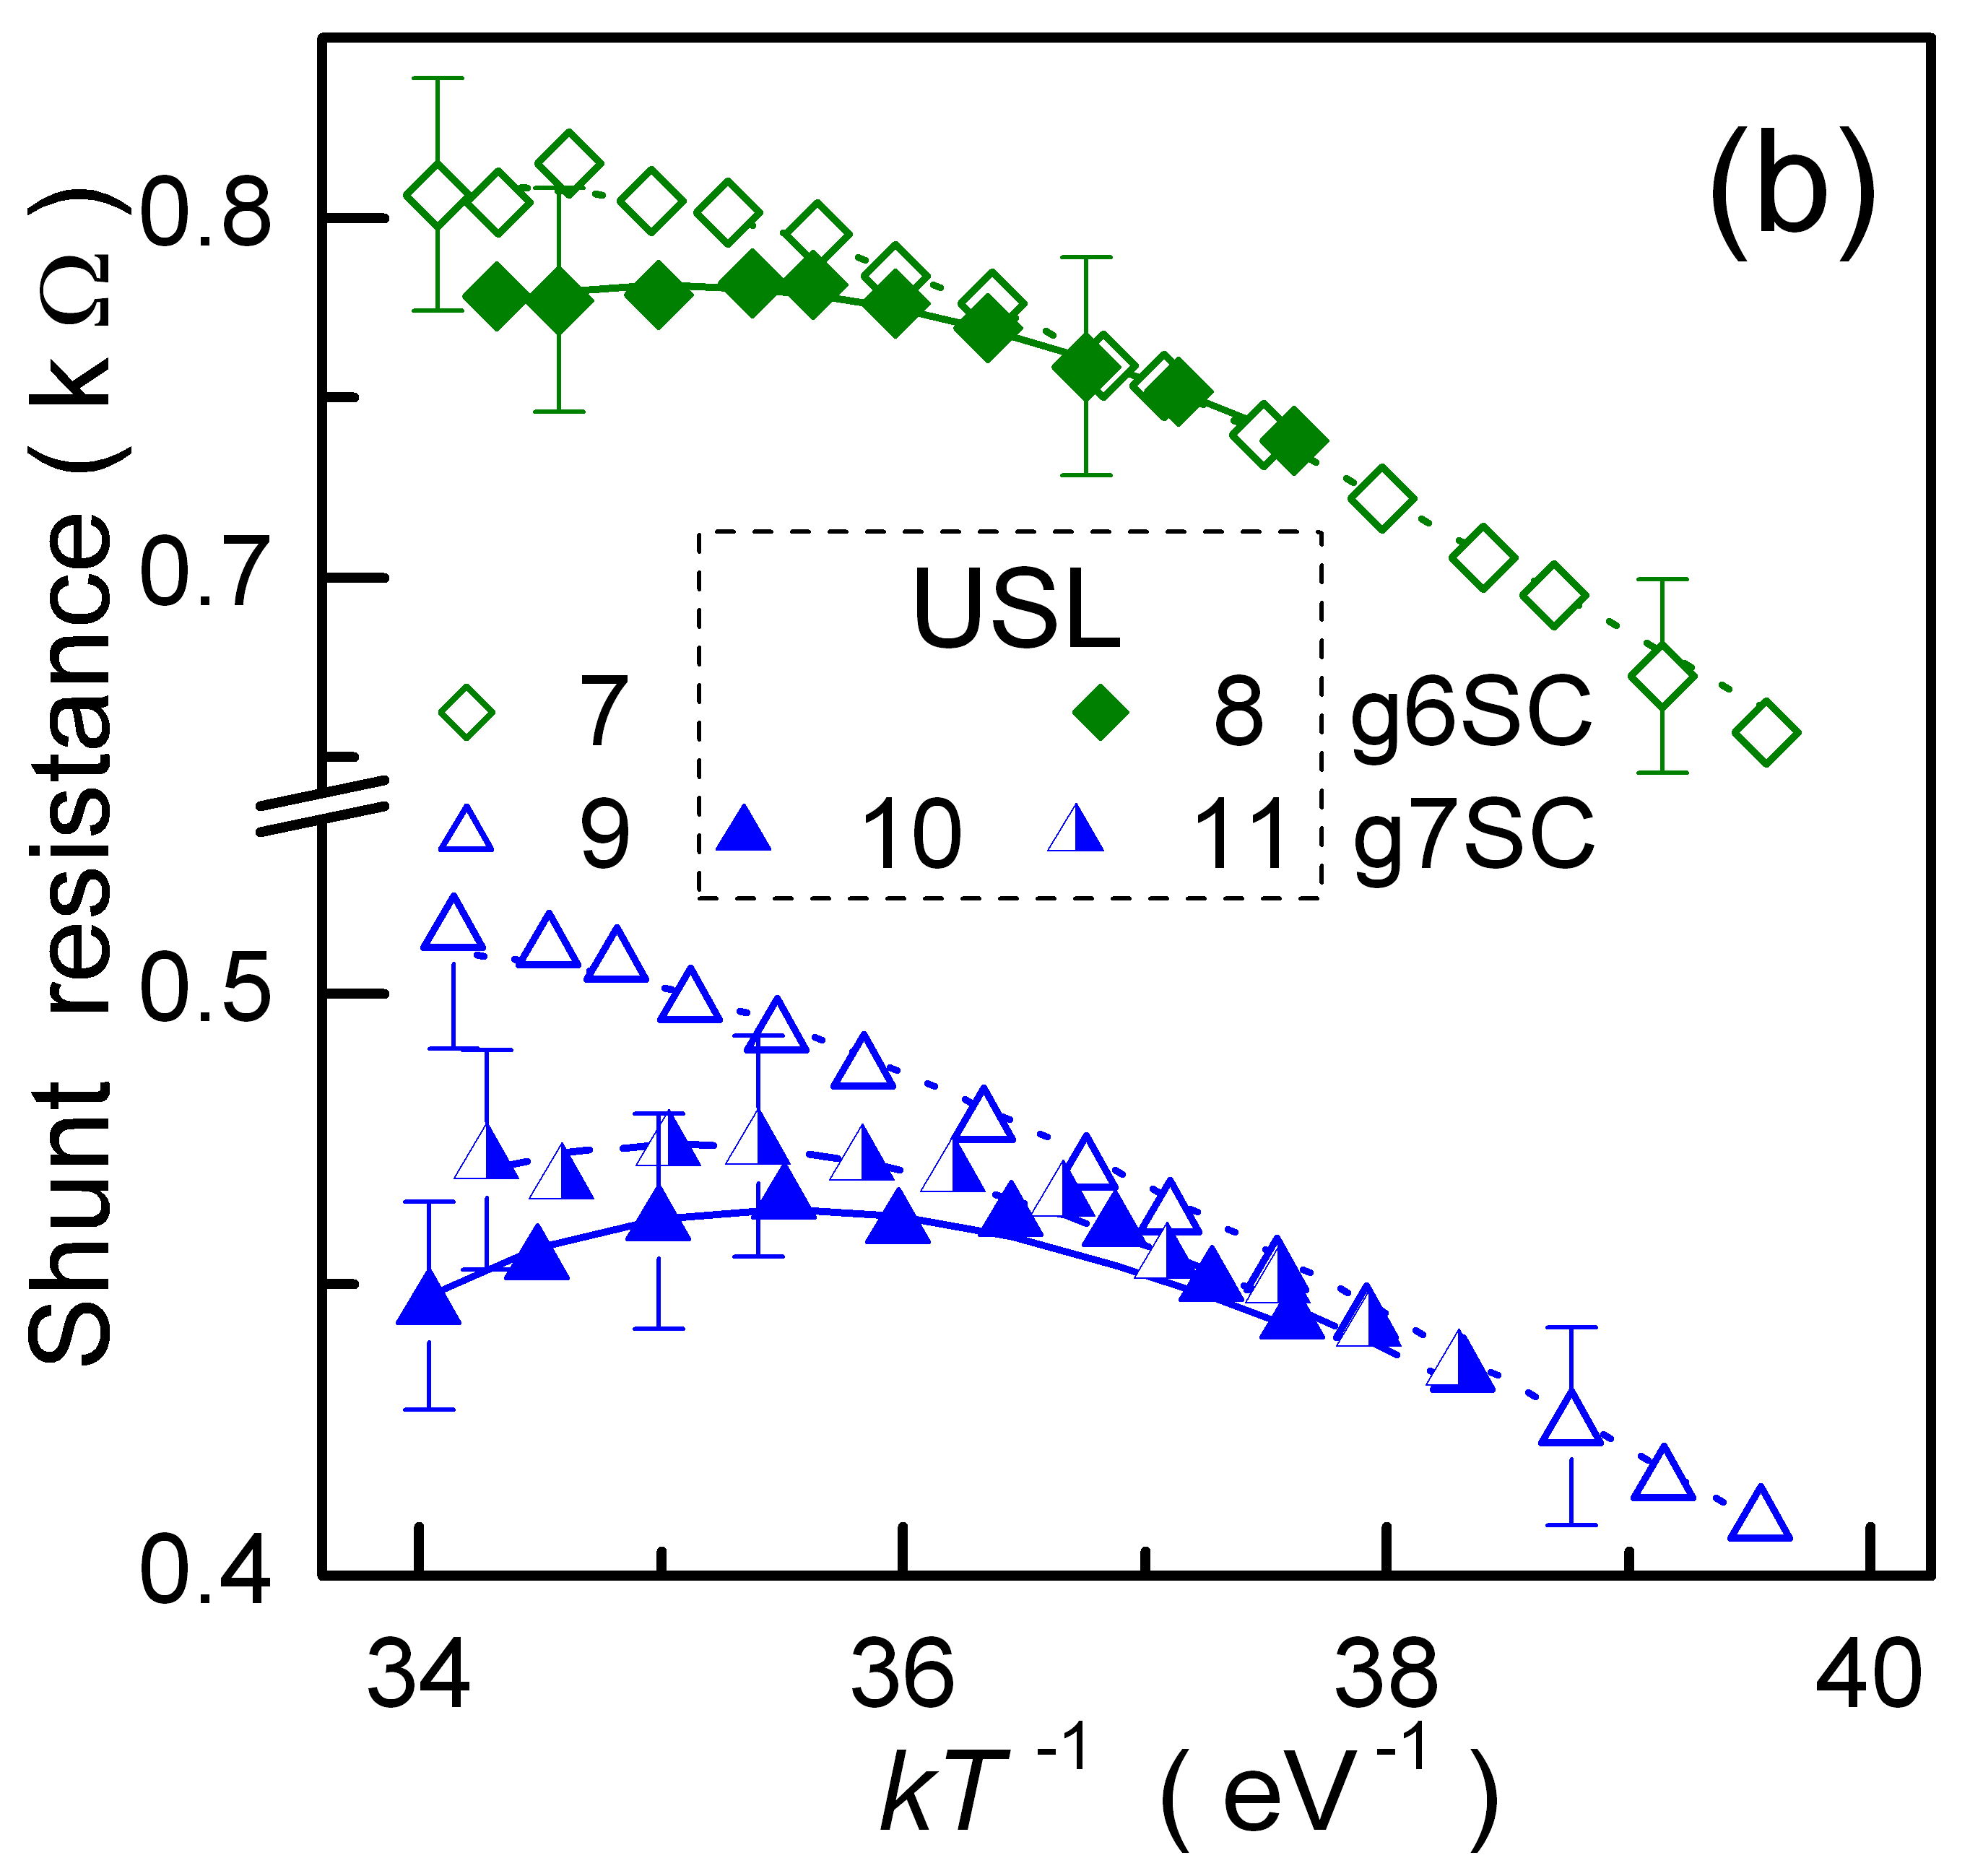 (b)
Shunt resistance ( k Ω )
0.8
0.7
0.5
0.4
USL
7 8 g6SC
9 10 11 g7SC
34 36 38 40
kT⁻¹ ( eV⁻¹ )